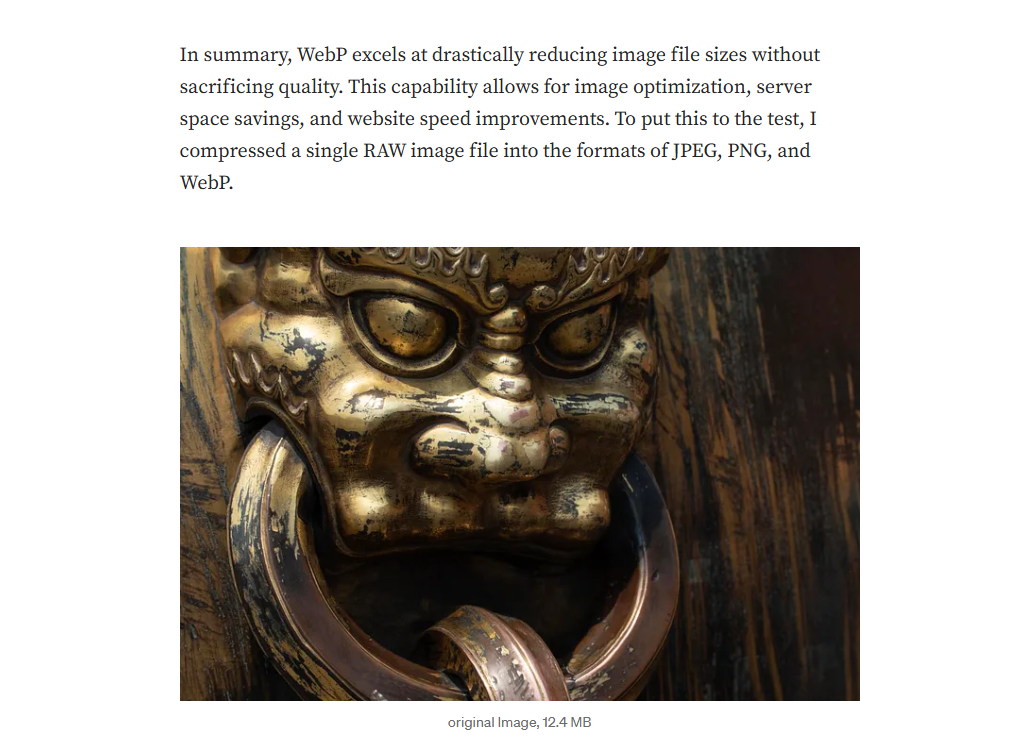 In summary, WebP excels at drastically reducing image file sizes without
sacrificing quality. This capability allows for image optimization, server
space savings, and website speed improvements. To put this to the test, I
compressed a single RAW image file into the formats of JPEG, PNG, and
WebP.
original Image, 12.4 MB